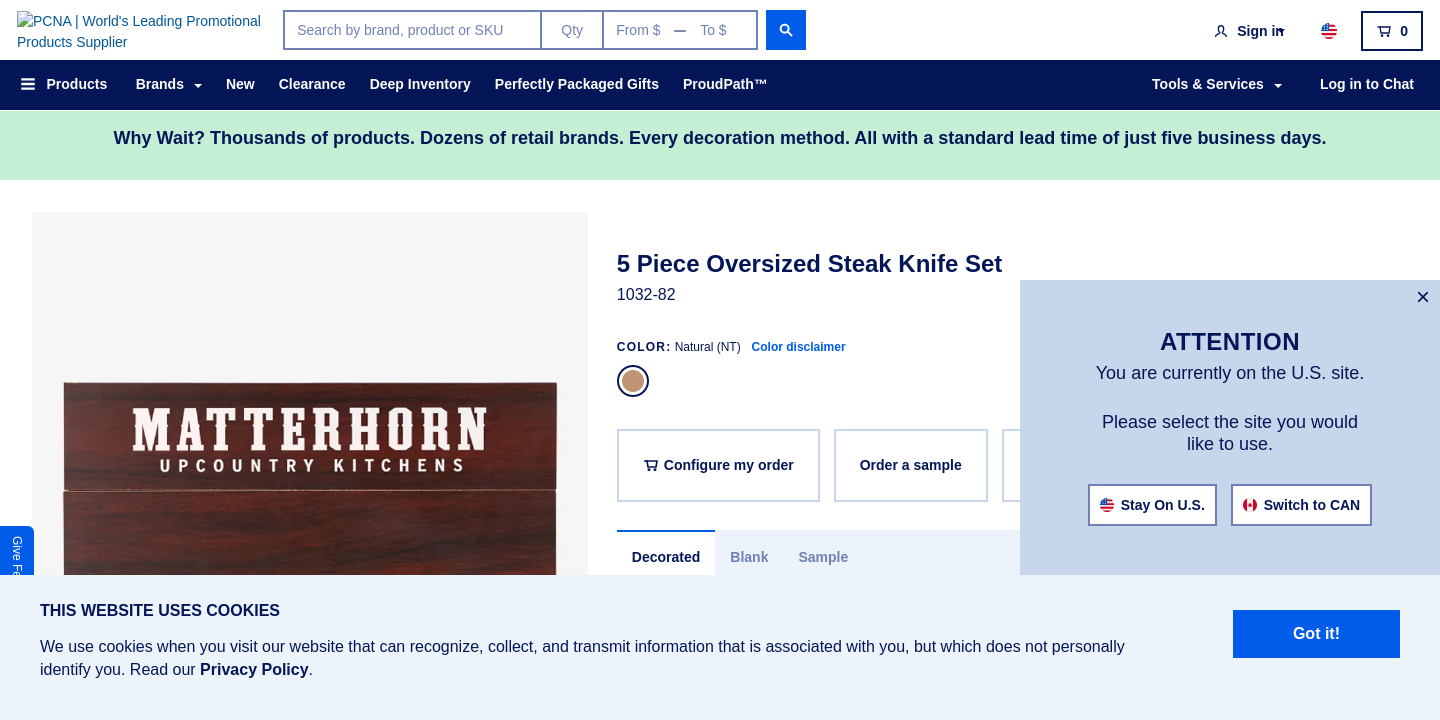 PCNA | World's Leading Promotional
Products Supplier
Search by brand, product or SKU
Qty
From $ — To $
Sign in
0
Products
Brands
New
Clearance
Deep Inventory
Perfectly Packaged Gifts
ProudPath™
Tools & Services
Log in to Chat
Why Wait? Thousands of products. Dozens of retail brands. Every decoration method. All with a standard lead time of just five business days.
MATTERHORN
UPCOUNTRY KITCHENS
5 Piece Oversized Steak Knife Set
1032-82
COLOR: Natural (NT) Color disclaimer
Configure my order
Order a sample
Decorated
Blank
Sample
×
ATTENTION
You are currently on the U.S. site.
Please select the site you would
like to use.
Stay On U.S.
Switch to CAN
Give
THIS WEBSITE USES COOKIES
We use cookies when you visit our website that can recognize, collect, and transmit information that is associated with you, but which does not personally
identify you. Read our Privacy Policy.
Got it!